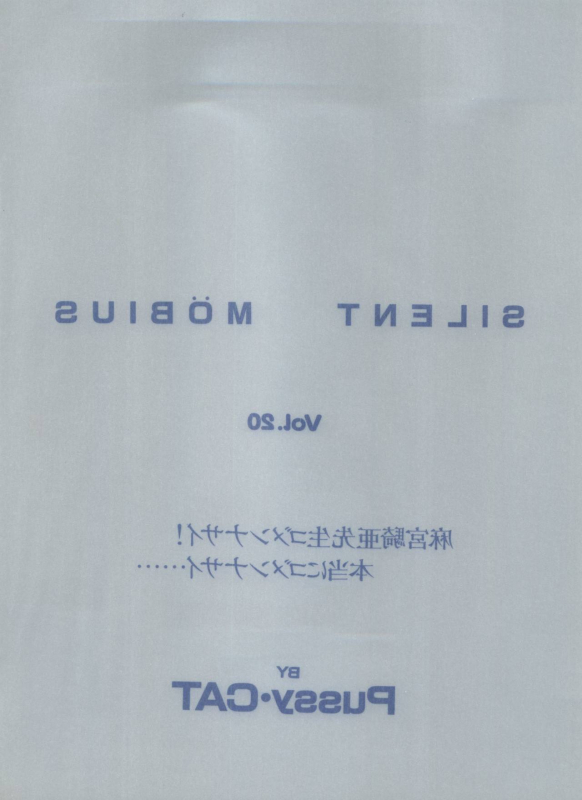 SILENT MÖBIUS
Vol.20
麻宮騎亜先生ゴメンナサイ!
本当にゴメンナサイ……
BY
Pussy•CAT